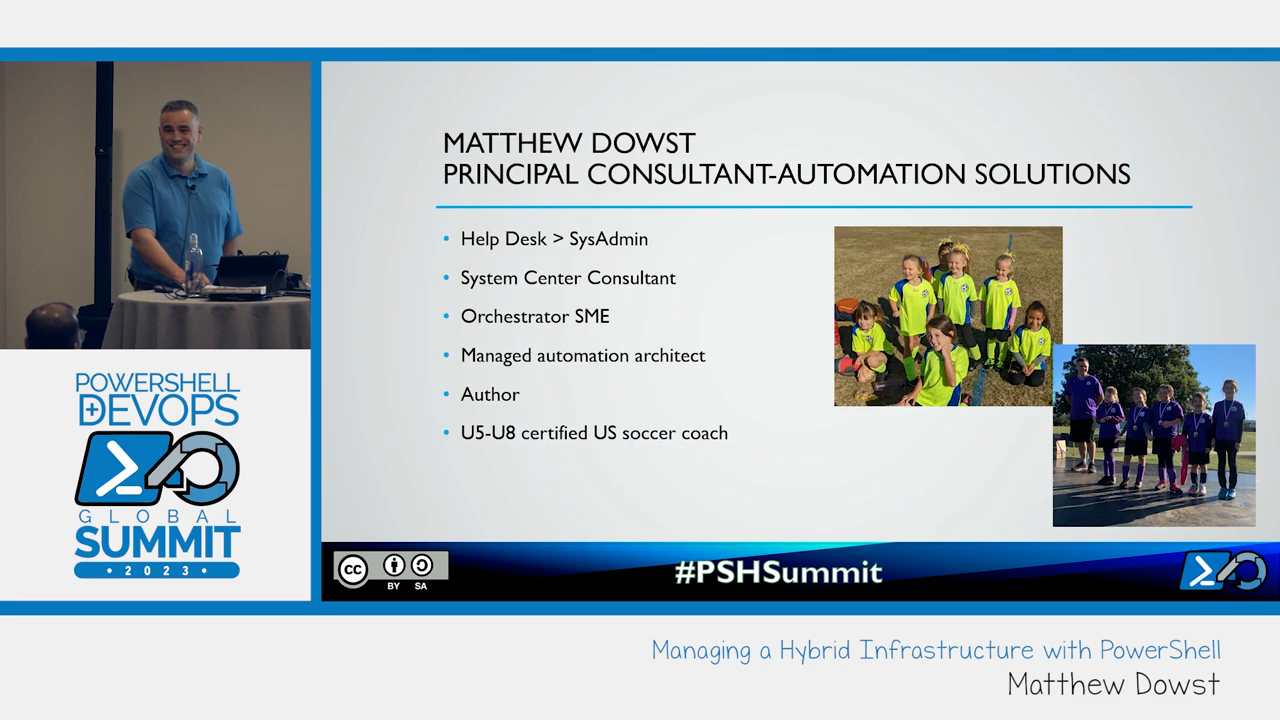 MATTHEW DOWST
PRINCIPAL CONSULTANT-AUTOMATION SOLUTIONS
• Help Desk > SysAdmin
• System Center Consultant
• Orchestrator SME
• Managed automation architect
• Author
• U5-U8 certified US soccer coach
POWERSHELL
+ DEVOPS
GLOBAL
SUMMIT
• 2023 •
cc
BY SA
#PSHSummit
Managing a Hybrid Infrastructure with PowerShell
Matthew Dowst